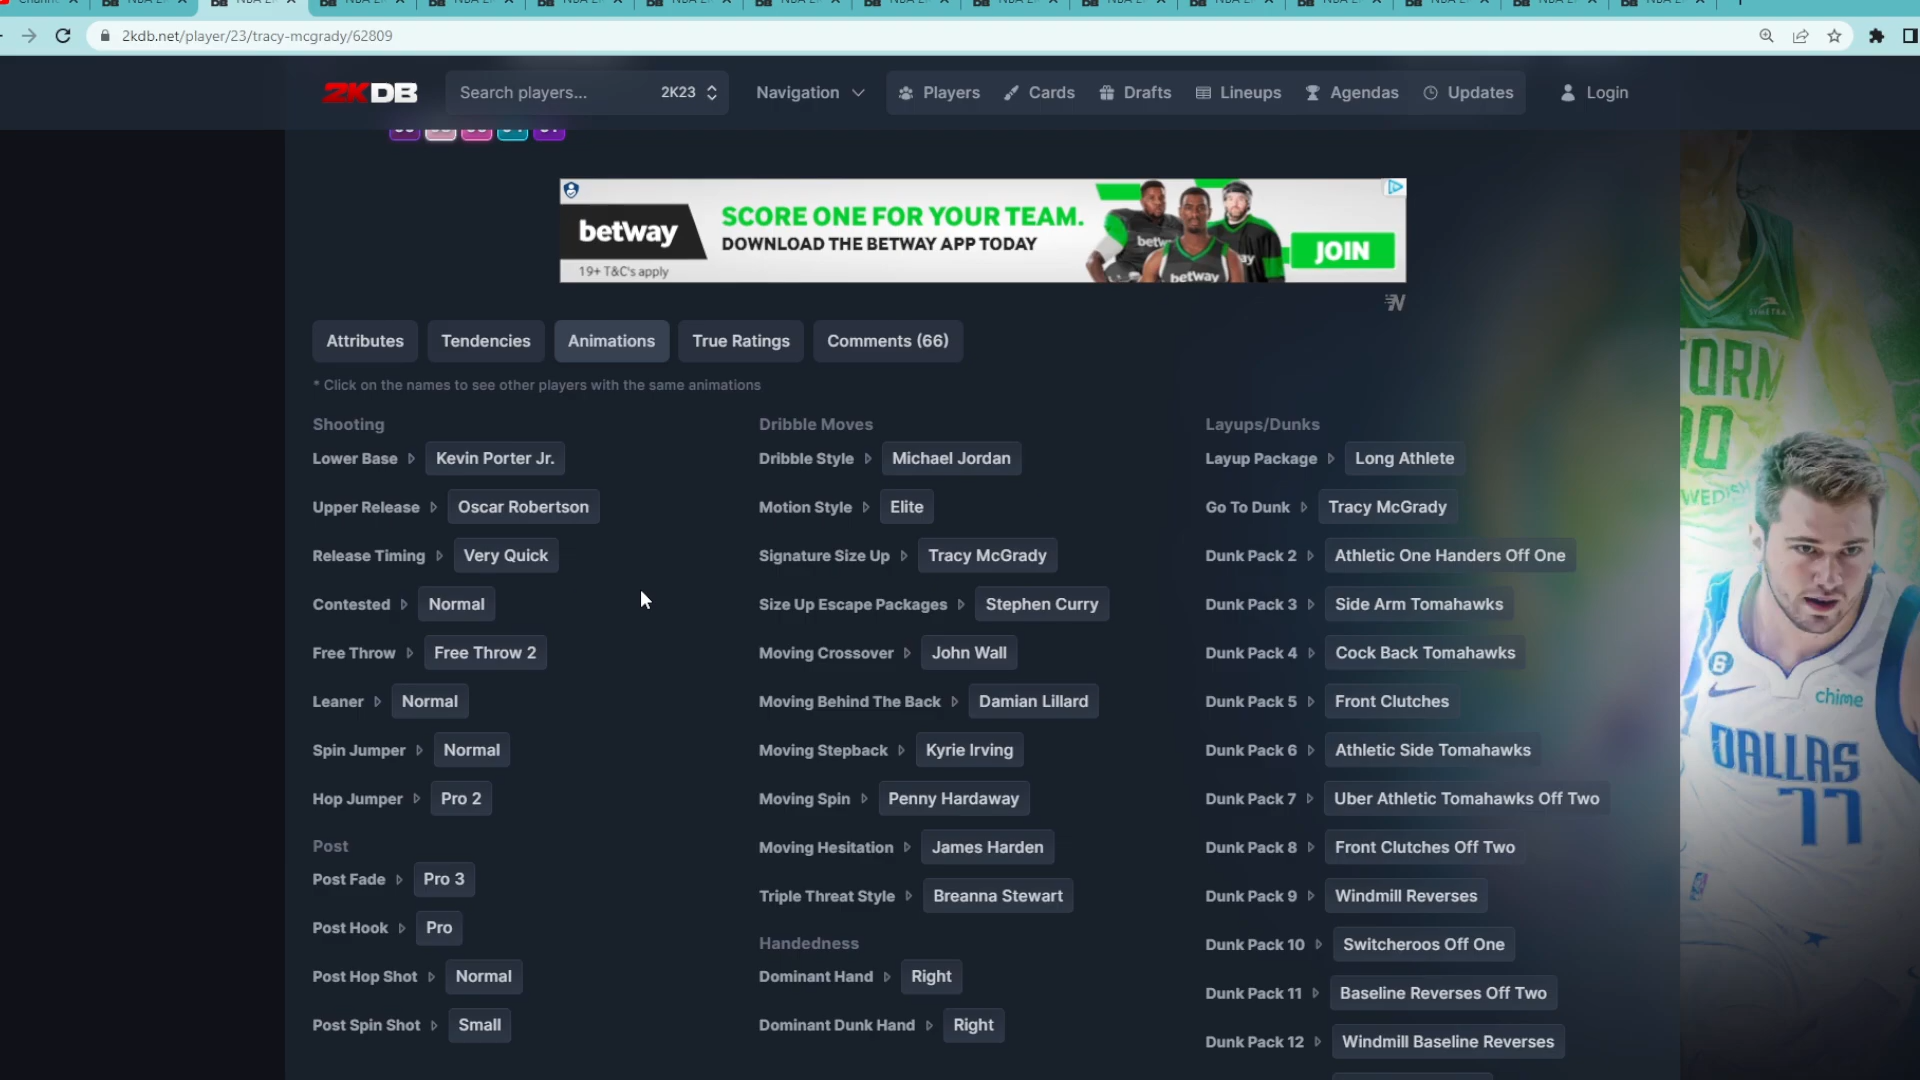 2kdb.net/player/23/tracy-mcgrady/62809
2KDB
Search players...
2K23
Navigation
Players
Cards
Drafts
Lineups
Agendas
Updates
Login
betway
19+ T&C's apply
SCORE ONE FOR YOUR TEAM.
DOWNLOAD THE BETWAY APP TODAY
betway
JOIN
Attributes
Tendencies
Animations
True Ratings
Comments (66)
* Click on the names to see other players with the same animations
Shooting
Lower Base Kevin Porter Jr.
Upper Release Oscar Robertson
Release Timing Very Quick
Contested Normal
Free Throw Free Throw 2
Leaner Normal
Spin Jumper Normal
Hop Jumper Pro 2
Post
Post Fade Pro 3
Post Hook Pro
Post Hop Shot Normal
Post Spin Shot Small
Dribble Moves
Dribble Style Michael Jordan
Motion Style Elite
Signature Size Up Tracy McGrady
Size Up Escape Packages Stephen Curry
Moving Crossover John Wall
Moving Behind The Back Damian Lillard
Moving Stepback Kyrie Irving
Moving Spin Penny Hardaway
Moving Hesitation James Harden
Triple Threat Style Breanna Stewart
Handedness
Dominant Hand Right
Dominant Dunk Hand Right
Layups/Dunks
Layup Package Long Athlete
Go To Dunk Tracy McGrady
Dunk Pack 2 Athletic One Handers Off One
Dunk Pack 3 Side Arm Tomahawks
Dunk Pack 4 Cock Back Tomahawks
Dunk Pack 5 Front Clutches
Dunk Pack 6 Athletic Side Tomahawks
Dunk Pack 7 Uber Athletic Tomahawks Off Two
Dunk Pack 8 Front Clutches Off Two
Dunk Pack 9 Windmill Reverses
Dunk Pack 10 Switcheroos Off One
Dunk Pack 11 Baseline Reverses Off Two
Dunk Pack 12 Windmill Baseline Reverses
6
chime
DALLAS
77